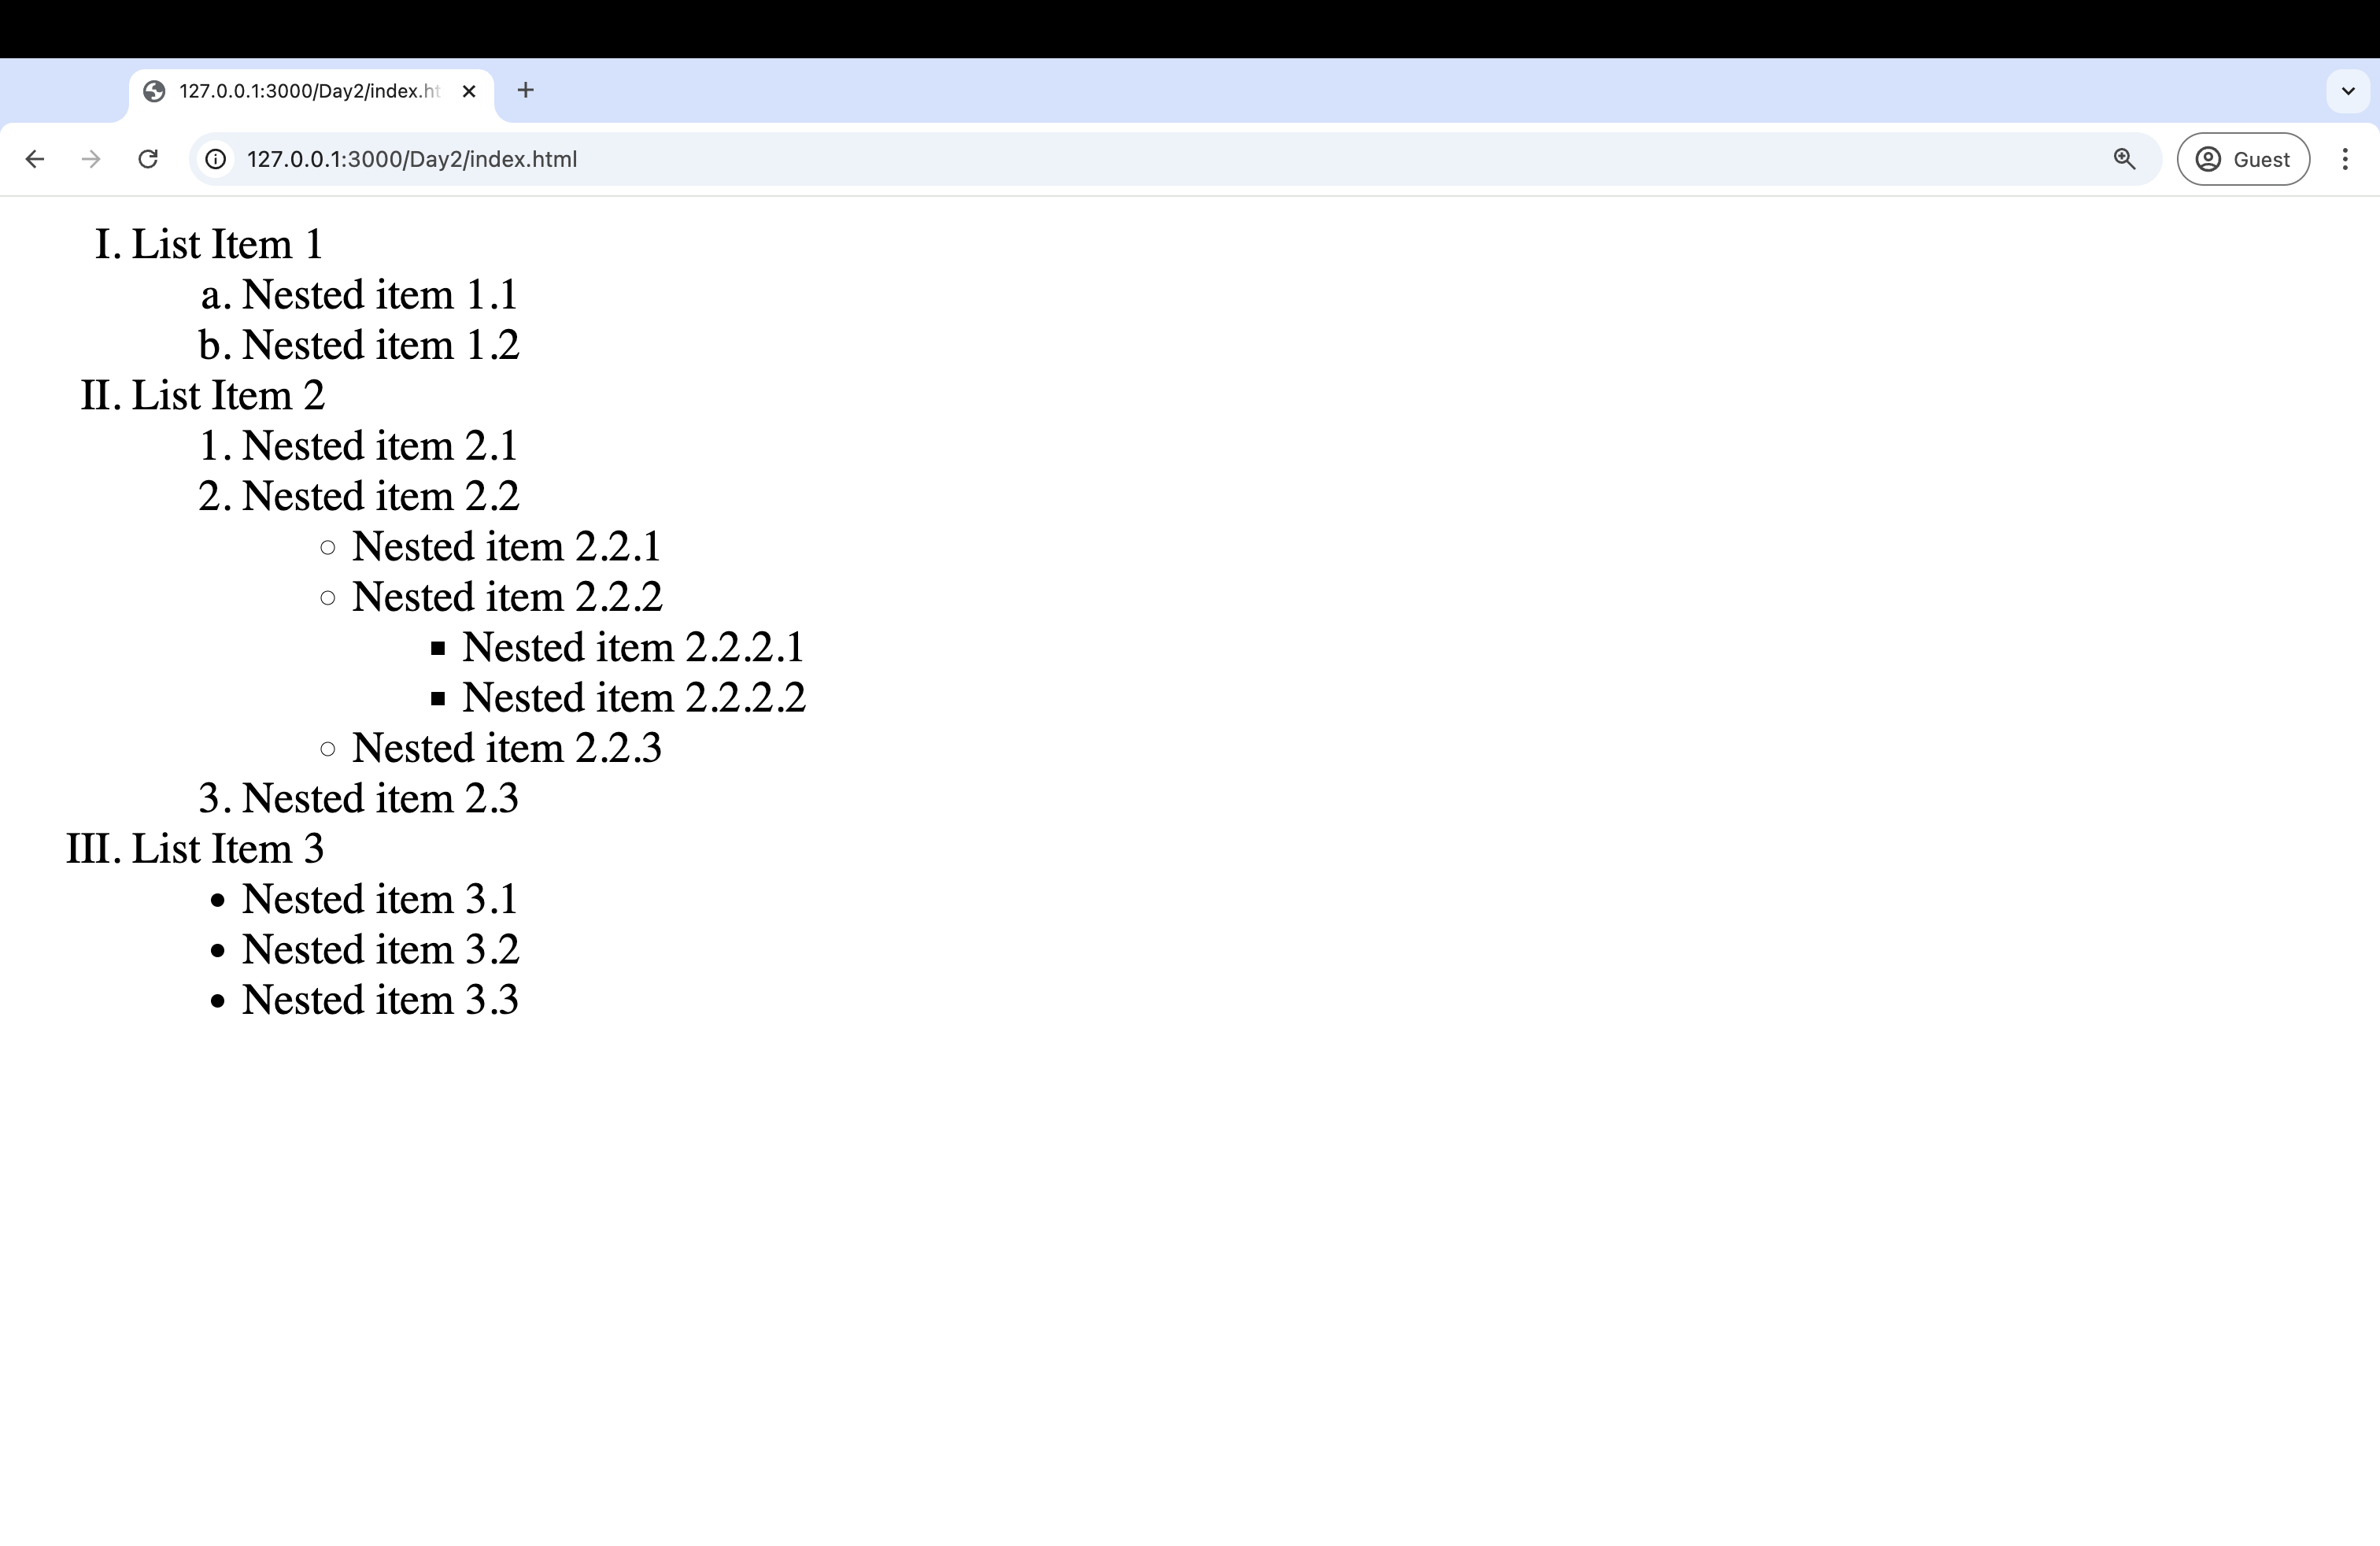 127.0.0.1:3000/Day2/index.ht
127.0.0.1:3000/Day2/index.html
Guest
I. List Item 1
a. Nested item 1.1
b. Nested item 1.2
II. List Item 2
1. Nested item 2.1
2. Nested item 2.2
Nested item 2.2.1
Nested item 2.2.2
Nested item 2.2.2.1
Nested item 2.2.2.2
Nested item 2.2.3
3. Nested item 2.3
III. List Item 3
Nested item 3.1
Nested item 3.2
Nested item 3.3